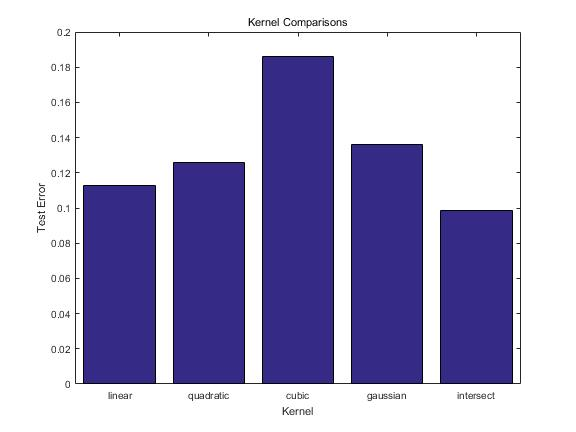 Kernel Comparisons
0.2
0.18
0.16
0.14
0.12
0.1
0.08
0.06
0.04
0.02
0
Test Error
linear quadratic cubic gaussian intersect
Kernel